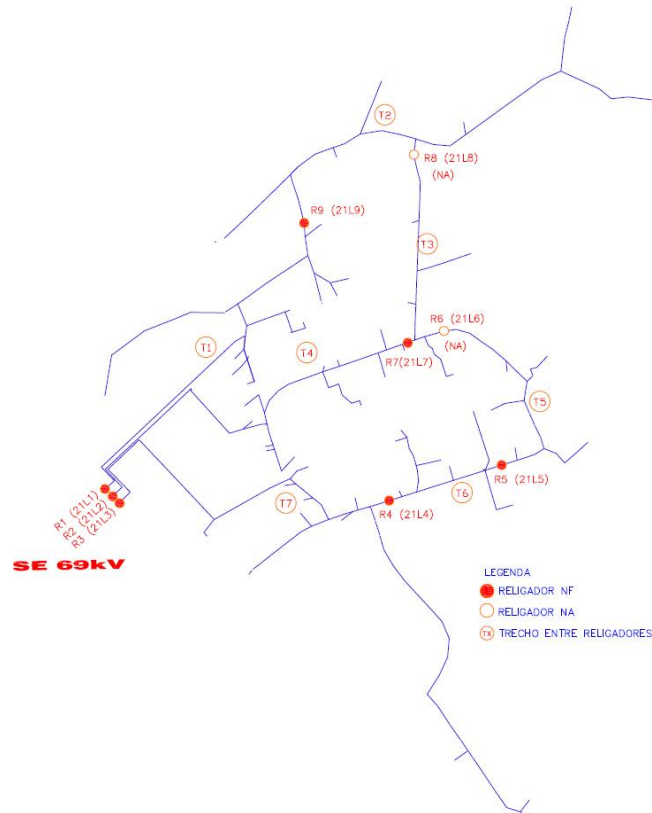 T2
R8 (21L8)
(NA)
R9 (21L9)
T3
R6 (21L6)
(NA)
T1
T4
R7(21L7)
T5
R5 (21L5)
T6
R4 (21L4)
T7
R1 (21L1)
R2 (21L2)
R3 (21L3)
SE 69kV
LEGENDA
RELIGADOR NF
RELIGADOR NA
TX TRECHO ENTRE RELIGADORES